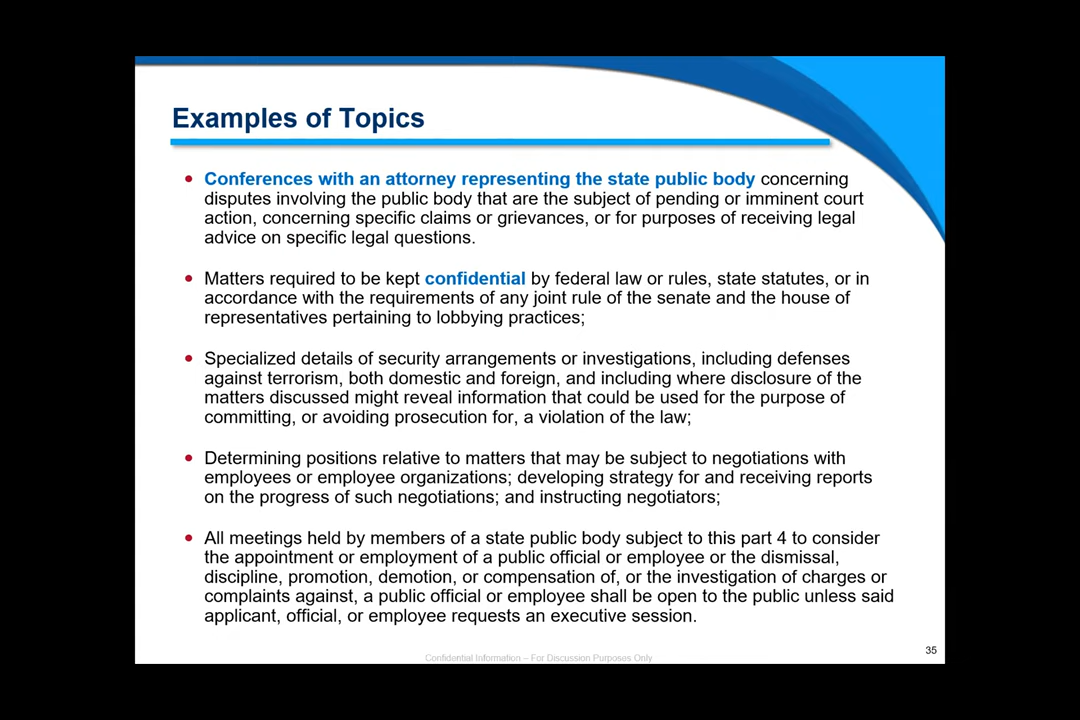 Examples of Topics
• Conferences with an attorney representing the state public body concerning
disputes involving the public body that are the subject of pending or imminent court
action, concerning specific claims or grievances, or for purposes of receiving legal
advice on specific legal questions.
• Matters required to be kept confidential by federal law or rules, state statutes, or in
accordance with the requirements of any joint rule of the senate and the house of
representatives pertaining to lobbying practices;
• Specialized details of security arrangements or investigations, including defenses
against terrorism, both domestic and foreign, and including where disclosure of the
matters discussed might reveal information that could be used for the purpose of
committing, or avoiding prosecution for, a violation of the law;
• Determining positions relative to matters that may be subject to negotiations with
employees or employee organizations; developing strategy for and receiving reports
on the progress of such negotiations; and instructing negotiators;
• All meetings held by members of a state public body subject to this part 4 to consider
the appointment or employment of a public official or employee or the dismissal,
discipline, promotion, demotion, or compensation of, or the investigation of charges or
complaints against, a public official or employee shall be open to the public unless said
applicant, official, or employee requests an executive session.
35
Confidential Information – For Discussion Purposes Only